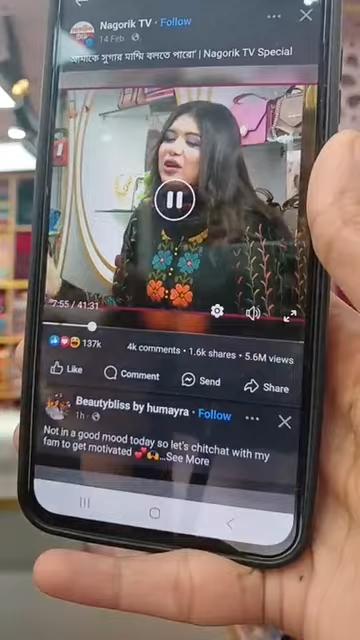 Nagorik TV · Follow
14 Feb
আমাকে সুগার মাম্মি বলতে পারো' | Nagorik TV Special
7:55 / 41:31
137k
4k comments • 1.6k shares • 5.6M views
Like
Comment
Send
Share
Beautybliss by humayra · Follow
1h
Not in a good mood today so let's chitchat with my
fam to get motivated 💕🙌...See More